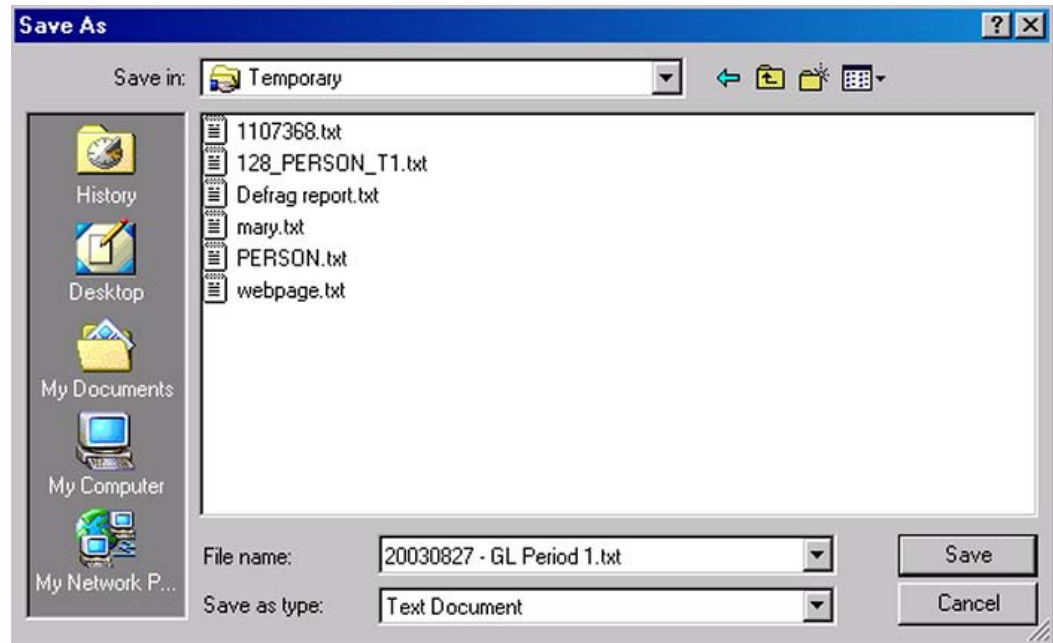 Save As
Save in: Temporary
History
Desktop
My Documents
My Computer
My Network P...
1107368.txt
128_PERSON_T1.txt
Defrag report.txt
mary.txt
PERSON.txt
webpage.txt
File name: 20030827 - GL Period 1.txt Save
Save as type: Text Document Cancel